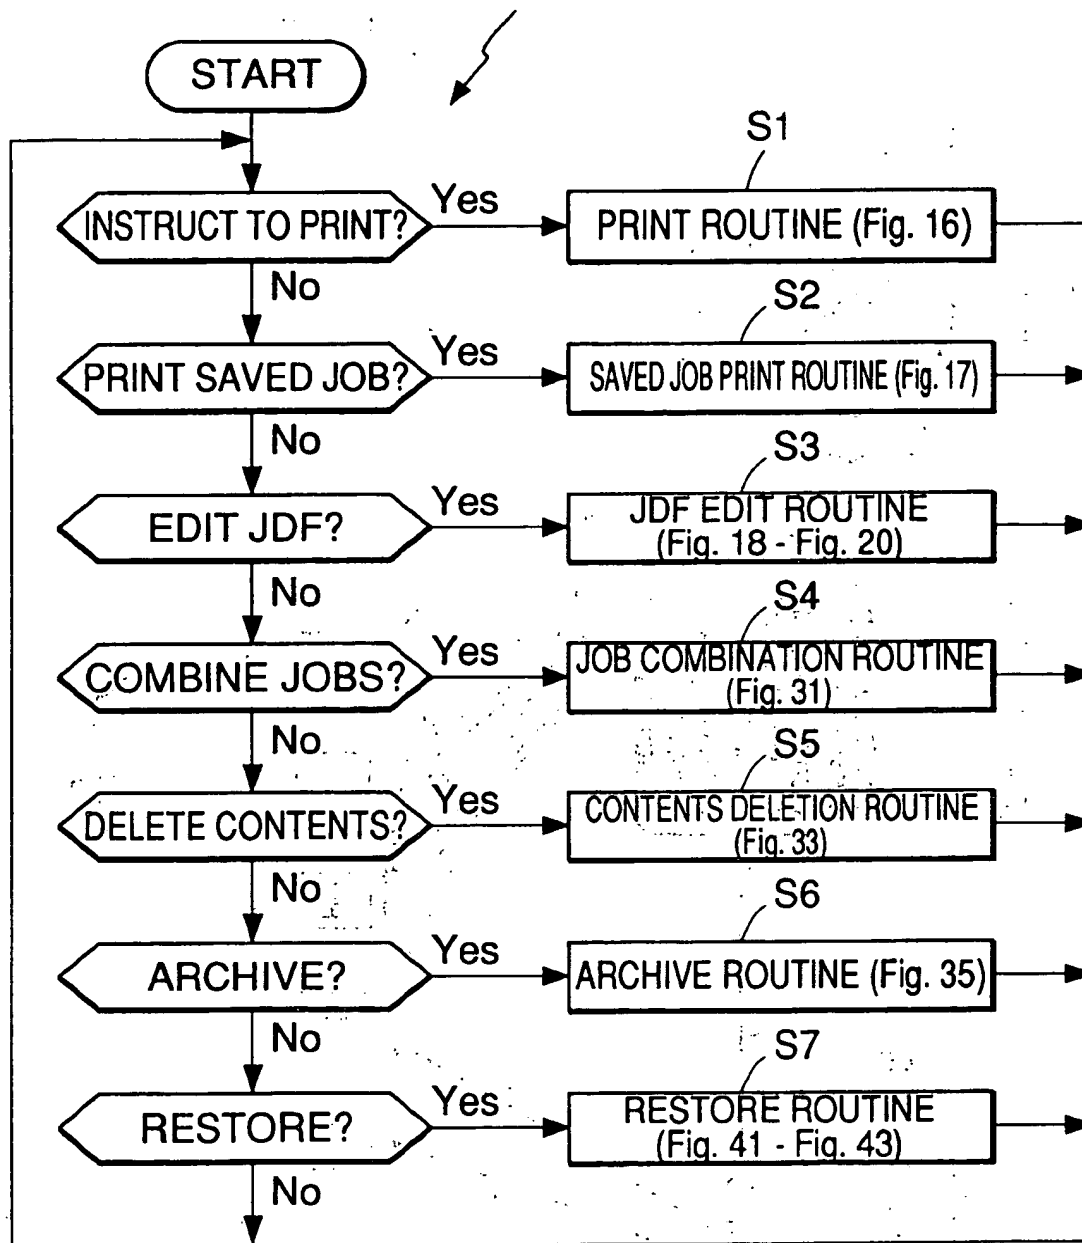 START
S1
INSTRUCT TO PRINT?
Yes
PRINT ROUTINE (Fig. 16)
No
S2
PRINT SAVED JOB?
Yes
SAVED JOB PRINT ROUTINE (Fig. 17)
No
S3
EDIT JDF?
Yes
JDF EDIT ROUTINE
(Fig. 18 - Fig. 20)
No
S4
COMBINE JOBS?
Yes
JOB COMBINATION ROUTINE
(Fig. 31)
No
S5
DELETE CONTENTS?
Yes
CONTENTS DELETION ROUTINE
(Fig. 33)
No
S6
ARCHIVE?
Yes
ARCHIVE ROUTINE (Fig. 35)
No
S7
RESTORE?
Yes
RESTORE ROUTINE
(Fig. 41 - Fig. 43)
No